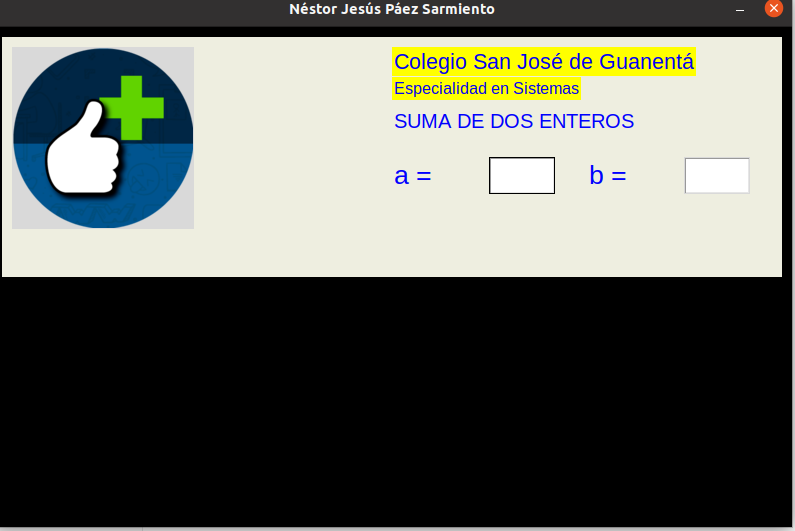 Néstor Jesús Páez Sarmiento
Colegio San José de Guanentá
Especialidad en Sistemas
SUMA DE DOS ENTEROS
a = b =